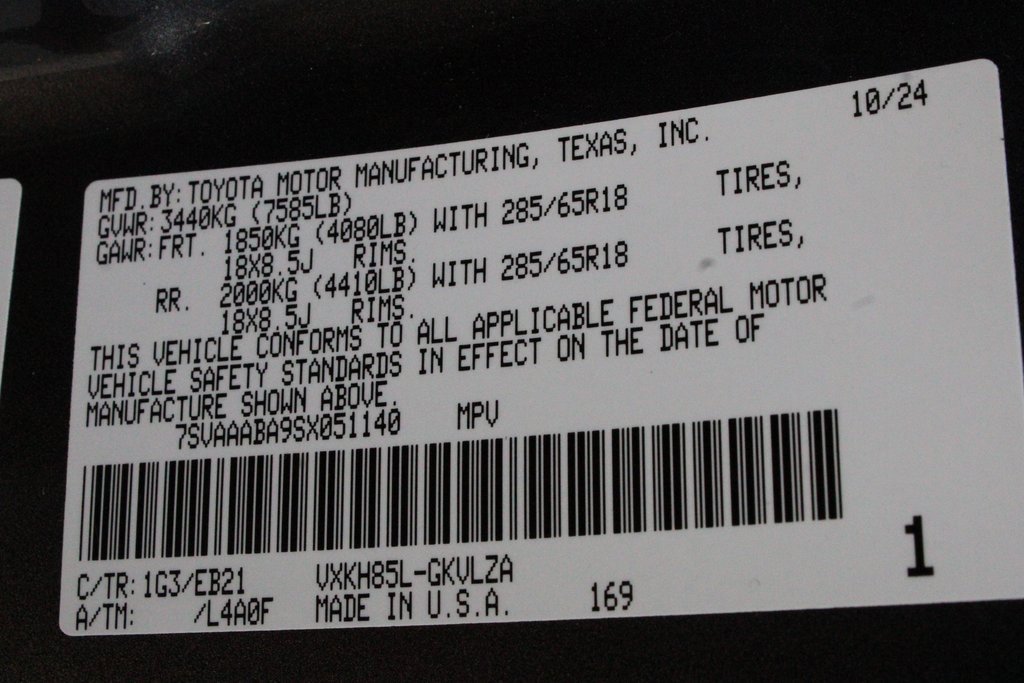 10/24
MFD.BY: TOYOTA MOTOR MANUFACTURING, TEXAS, INC.
GVWR: 3440KG (7585LB)
GAWR: FRT. 1850KG (4080LB) WITH 285/65R18 TIRES,
18X8.5J RIMS.
RR. 2000KG (4410LB) WITH 285/65R18 TIRES,
18X8.5J RIMS.
THIS VEHICLE CONFORMS TO ALL APPLICABLE FEDERAL MOTOR
VEHICLE SAFETY STANDARDS IN EFFECT ON THE DATE OF
MANUFACTURE SHOWN ABOVE.
7SVAAABA9SX051140 MPV
C/TR: 1G3/EB21 VXKH85L-GKVLZA
A/TM: /L4A0F MADE IN U.S.A. 169
1